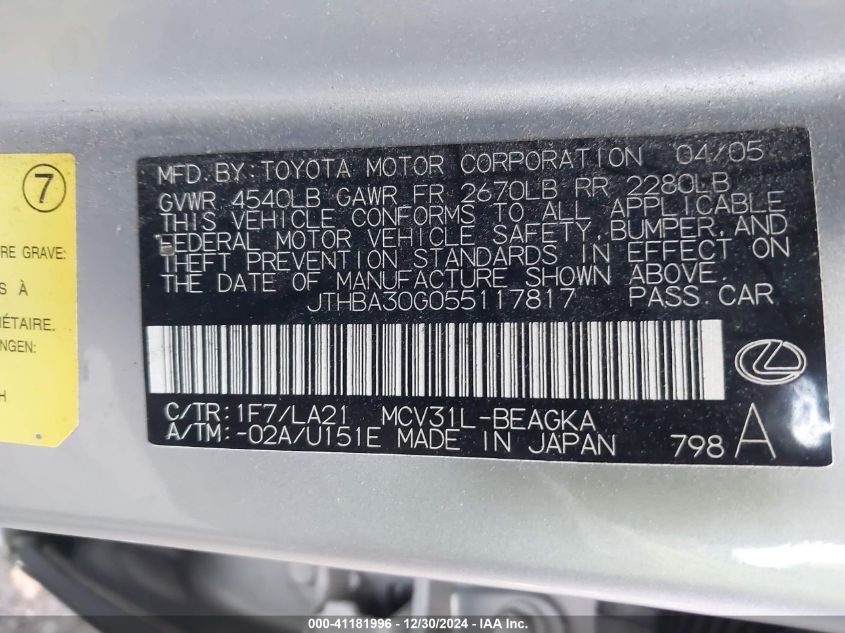 7
RE GRAVE:
S À
ÉTAIRE.
NGEN:
H
MFD. BY: TOYOTA MOTOR CORPORATION 04/05
GVWR 4540LB GAWR FR 2670LB RR 2280LB
THIS VEHICLE CONFORMS TO ALL APPLICABLE
FEDERAL MOTOR VEHICLE SAFETY, BUMPER, AND
THEFT PREVENTION STANDARDS IN EFFECT ON
THE DATE OF MANUFACTURE SHOWN ABOVE.
JTHBA30G055117817 PASS. CAR
C/TR: 1F7/LA21 MCV31L-BEAGKA
A/TM: -02A/U151E MADE IN JAPAN 798 A
000-41181996 - 12/30/2024 - © IAA Inc.